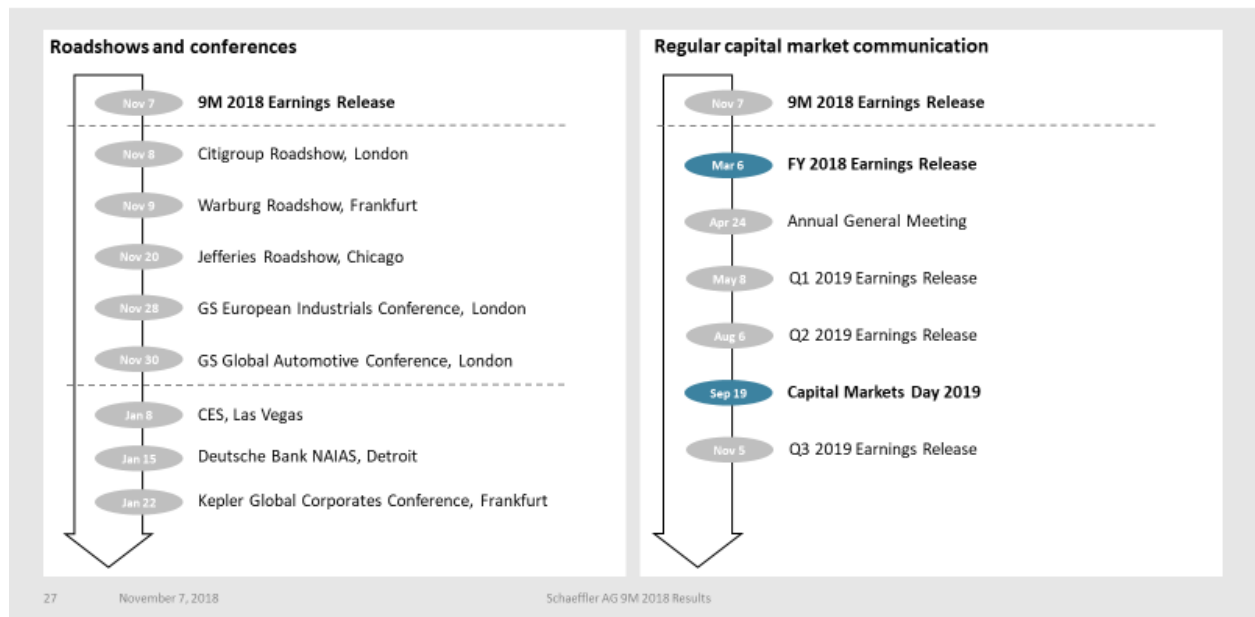 Roadshows and conferences
Nov 7 9M 2018 Earnings Release
Nov 8 Citigroup Roadshow, London
Nov 9 Warburg Roadshow, Frankfurt
Nov 20 Jefferies Roadshow, Chicago
Nov 28 GS European Industrials Conference, London
Nov 30 GS Global Automotive Conference, London
Jan 8 CES, Las Vegas
Jan 15 Deutsche Bank NAIAS, Detroit
Jan 22 Kepler Global Corporates Conference, Frankfurt
Regular capital market communication
Nov 7 9M 2018 Earnings Release
Mar 6 FY 2018 Earnings Release
Apr 24 Annual General Meeting
May 8 Q1 2019 Earnings Release
Aug 6 Q2 2019 Earnings Release
Sep 19 Capital Markets Day 2019
Nov 5 Q3 2019 Earnings Release
27 November 7, 2018 Schaeffler AG 9M 2018 Results